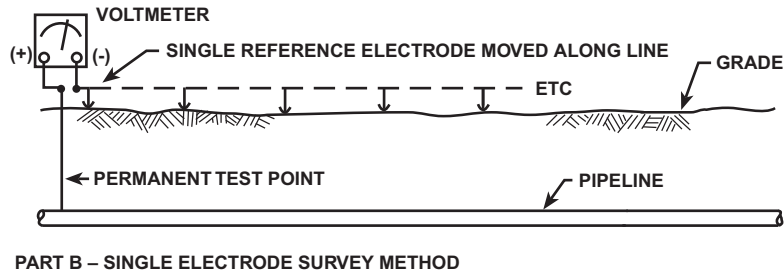 VOLTMETER
(+) (-)
SINGLE REFERENCE ELECTRODE MOVED ALONG LINE
GRADE
ETC
PERMANENT TEST POINT
PIPELINE
PART B – SINGLE ELECTRODE SURVEY METHOD